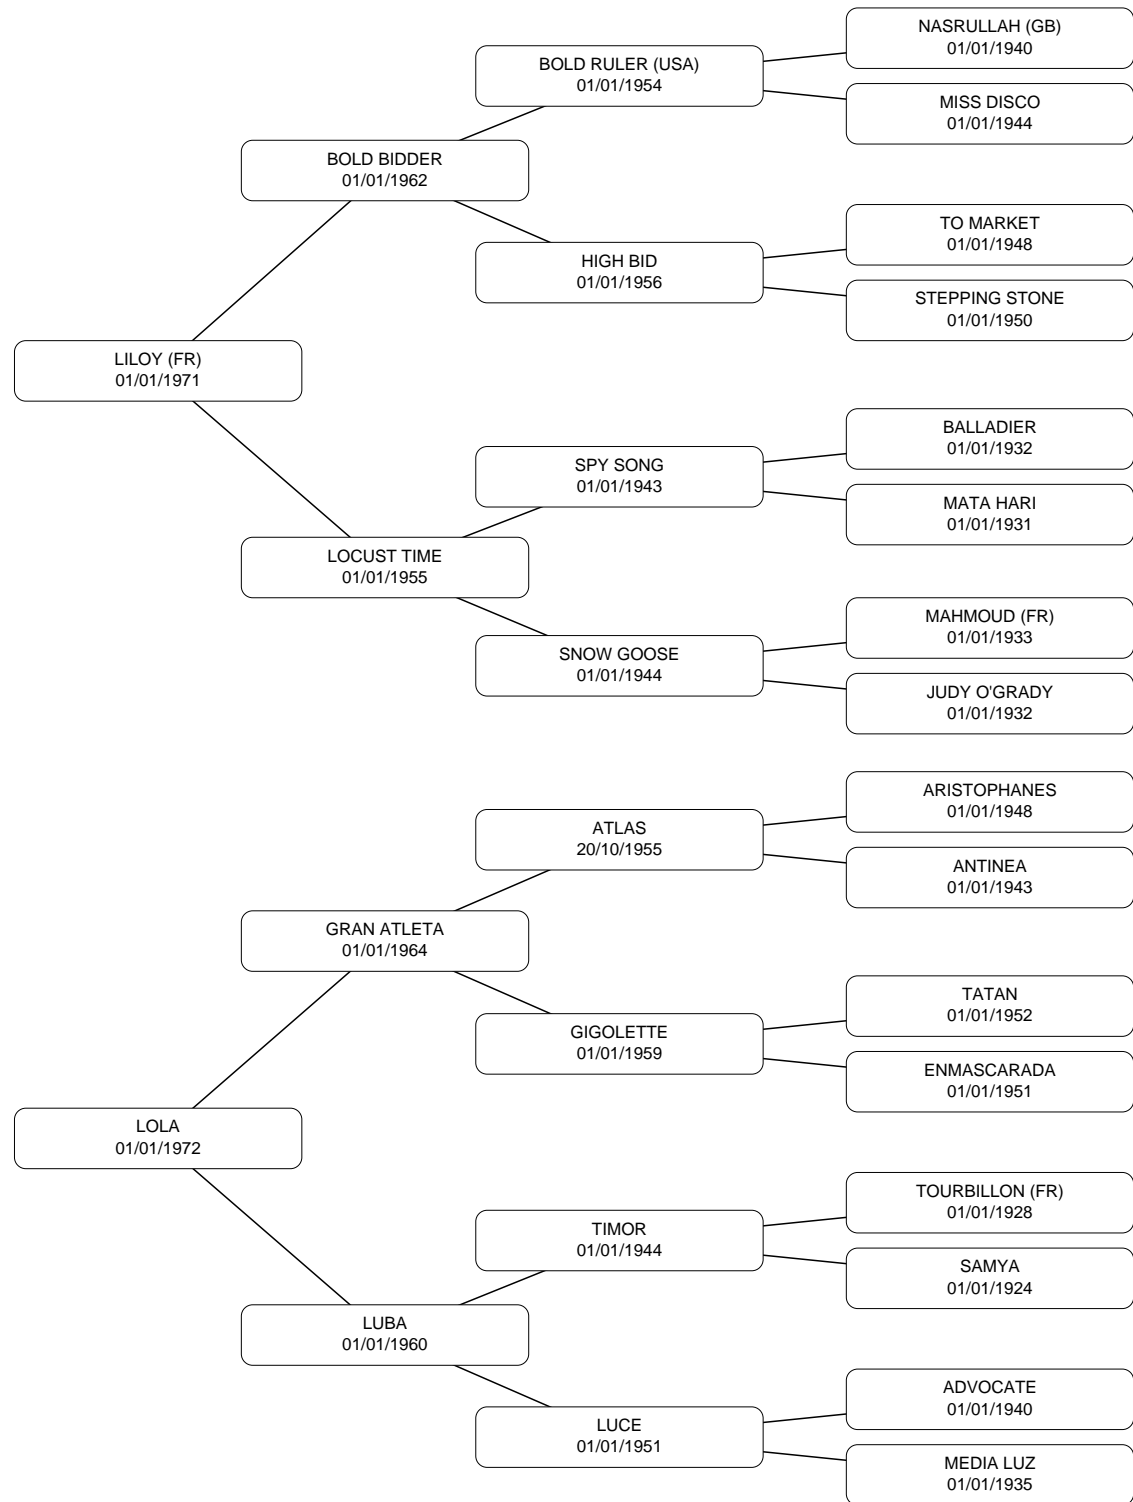 NASRULLAH (GB)
01/01/1940
BOLD RULER (USA)
01/01/1954
MISS DISCO
01/01/1944
BOLD BIDDER
01/01/1962
TO MARKET
01/01/1948
HIGH BID
01/01/1956
STEPPING STONE
01/01/1950
LILOY (FR)
01/01/1971
BALLADIER
01/01/1932
SPY SONG
01/01/1943
MATA HARI
01/01/1931
LOCUST TIME
01/01/1955
MAHMOUD (FR)
01/01/1933
SNOW GOOSE
01/01/1944
JUDY O'GRADY
01/01/1932
ARISTOPHANES
01/01/1948
ATLAS
20/10/1955
ANTINEA
01/01/1943
GRAN ATLETA
01/01/1964
TATAN
01/01/1952
GIGOLETTE
01/01/1959
ENMASCARADA
01/01/1951
LOLA
01/01/1972
TOURBILLON (FR)
01/01/1928
TIMOR
01/01/1944
SAMYA
01/01/1924
LUBA
01/01/1960
ADVOCATE
01/01/1940
LUCE
01/01/1951
MEDIA LUZ
01/01/1935